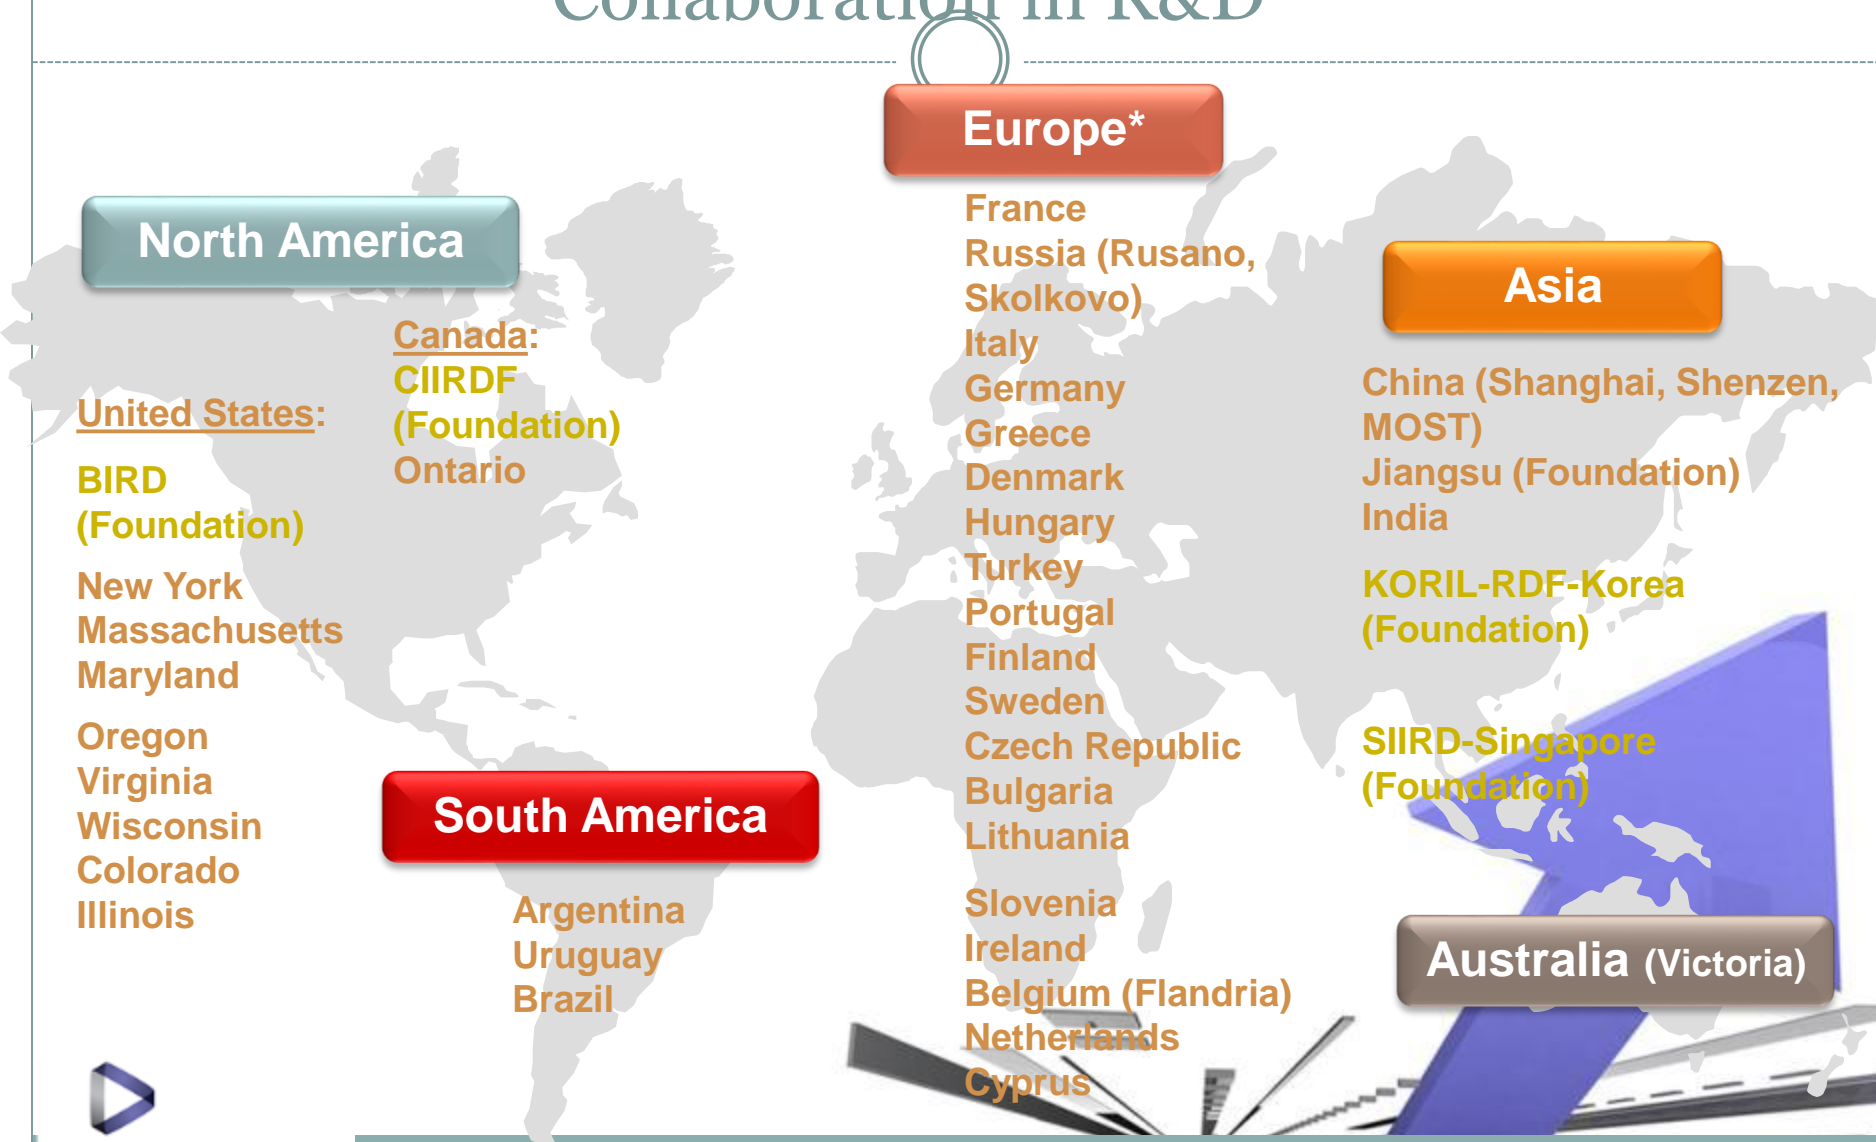 Collaboration in R&D
Europe*
France
Russia (Rusano,
Skolkovo)
Italy
Germany
Greece
Denmark
Hungary
Turkey
Portugal
Finland
Sweden
Czech Republic
Bulgaria
Lithuania
Slovenia
Ireland
Belgium (Flandria)
Netherlands
Cyprus
North America
United States:
BIRD
(Foundation)
New York
Massachusetts
Maryland
Oregon
Virginia
Wisconsin
Colorado
Illinois
Canada:
CIIRDF
(Foundation)
Ontario
South America
Argentina
Uruguay
Brazil
Asia
China (Shanghai, Shenzen,
MOST)
Jiangsu (Foundation)
India
KORIL-RDF-Korea
(Foundation)
SIIRD-Singapore
(Foundation)
Australia (Victoria)